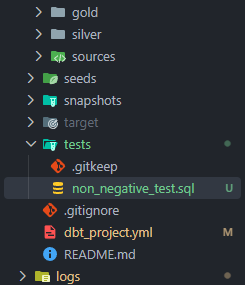 gold
silver
sources
seeds
snapshots
target
tests
.gitkeep
non_negative_test.sql U
.gitignore
dbt_project.yml M
README.md
logs